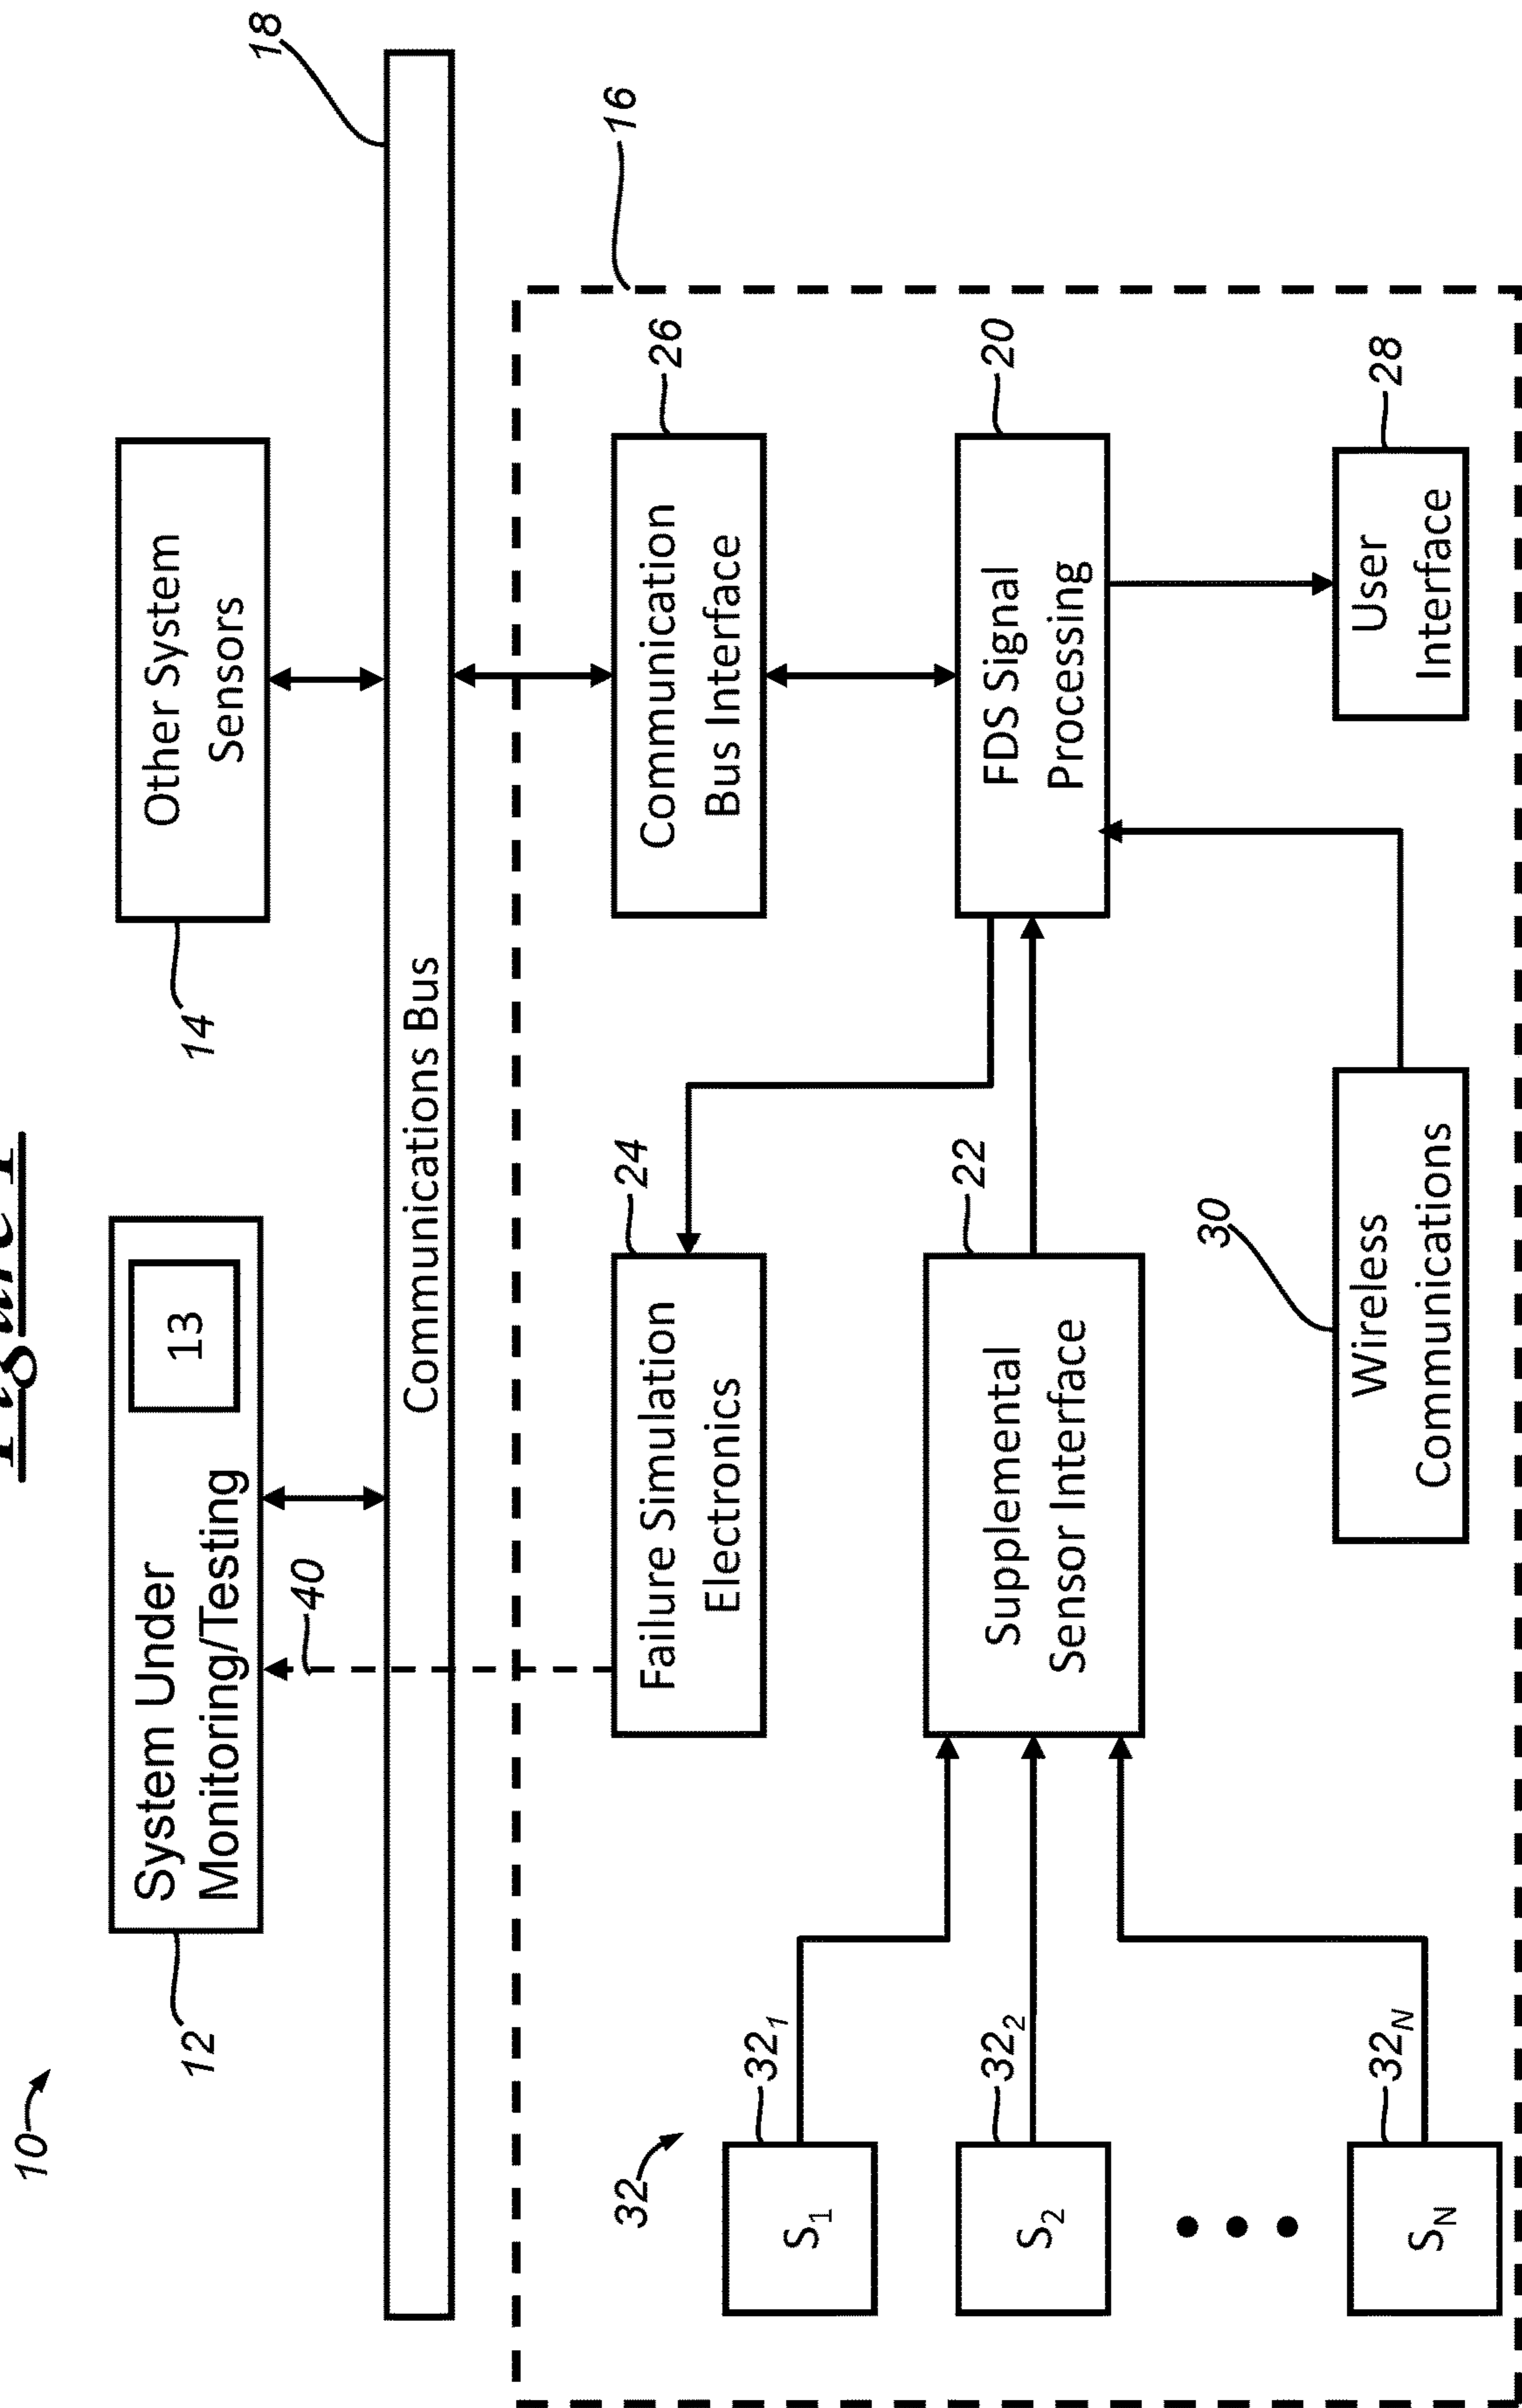 10
12
System Under
Monitoring/Testing
13
40
14
Other System
Sensors
18
Communications Bus
16
24
Failure Simulation
Electronics
26
Communication
Bus Interface
32
S1
321
S2
322
SN
32N
22
Supplemental
Sensor Interface
20
FDS Signal
Processing
30
Wireless
Communications
28
User
Interface